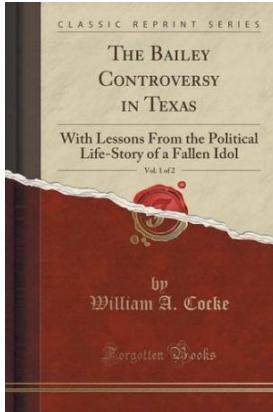 CLASSIC REPRINT SERIES
THE BAILEY
CONTROVERSY
IN TEXAS
With Lessons From the Political
Life-Story of a Fallen Idol
Vol. 1 of 2
by
William A. Cocke
Forgotten Books